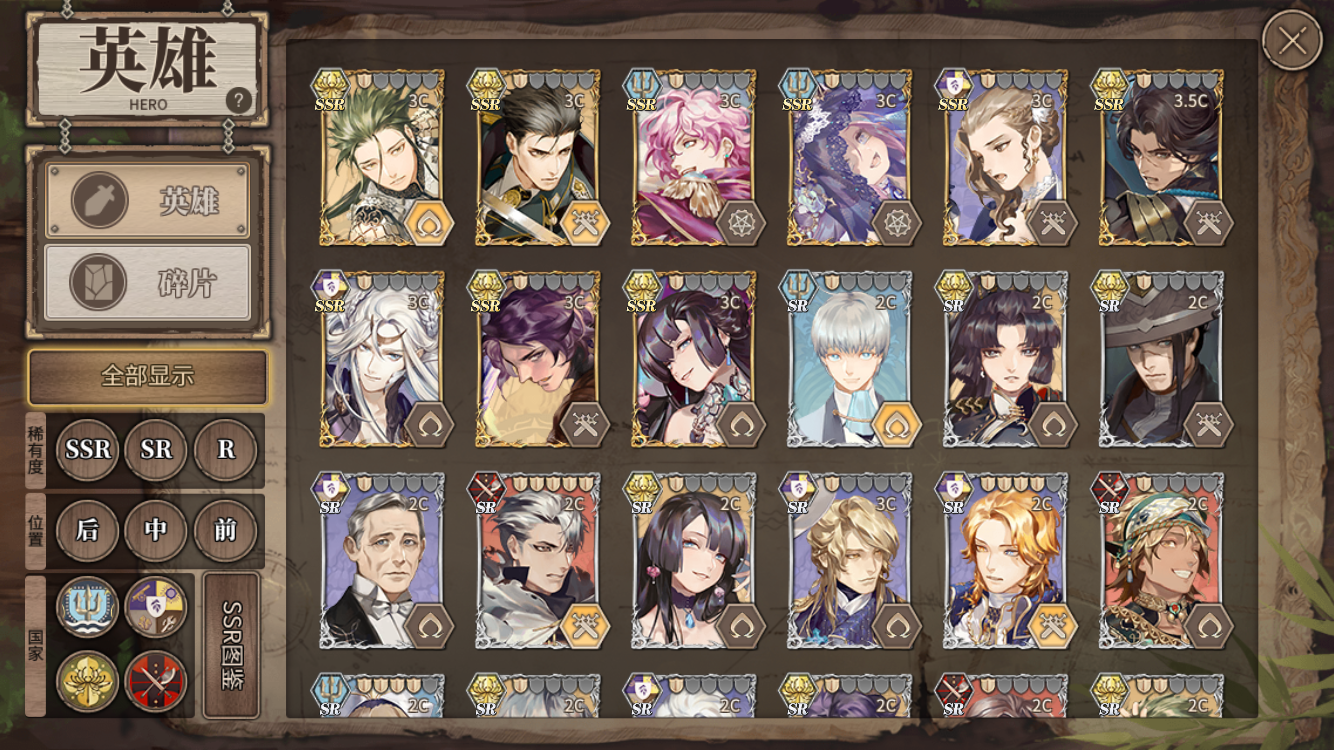 英雄
HERO
?
英雄
碎片
全部显示
稀有度
SSR
SR
R
位置
后
中
前
国家
SSR图鉴
SSR 3C
SSR 3C
SSR 3C
SSR 3C
SSR 3C
SSR 3.5C
SSR 3C
SSR 3C
SSR 3C
SR 2C
SR 2C
SR 2C
SR 2C
SR 2C
SR 2C
SR 3C
SR 2C
SR 2C
SR 2C
SR 2C
SR 2C
SR 2C
SR 2C
SR 2C